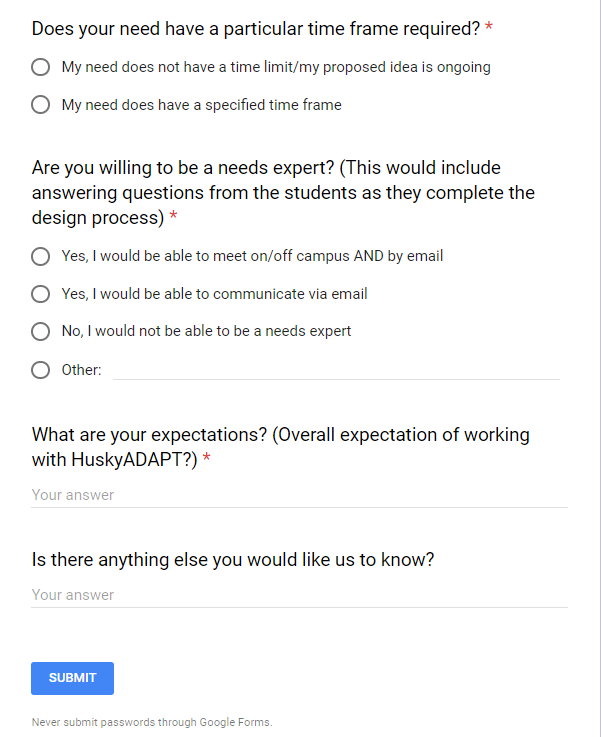 Does your need have a particular time frame required? *
My need does not have a time limit/my proposed idea is ongoing
My need does have a specified time frame
Are you willing to be a needs expert? (This would include
answering questions from the students as they complete the
design process) *
Yes, I would be able to meet on/off campus AND by email
Yes, I would be able to communicate via email
No, I would not be able to be a needs expert
Other:
What are your expectations? (Overall expectation of working
with HuskyADAPT?) *
Your answer
Is there anything else you would like us to know?
Your answer
SUBMIT
Never submit passwords through Google Forms.